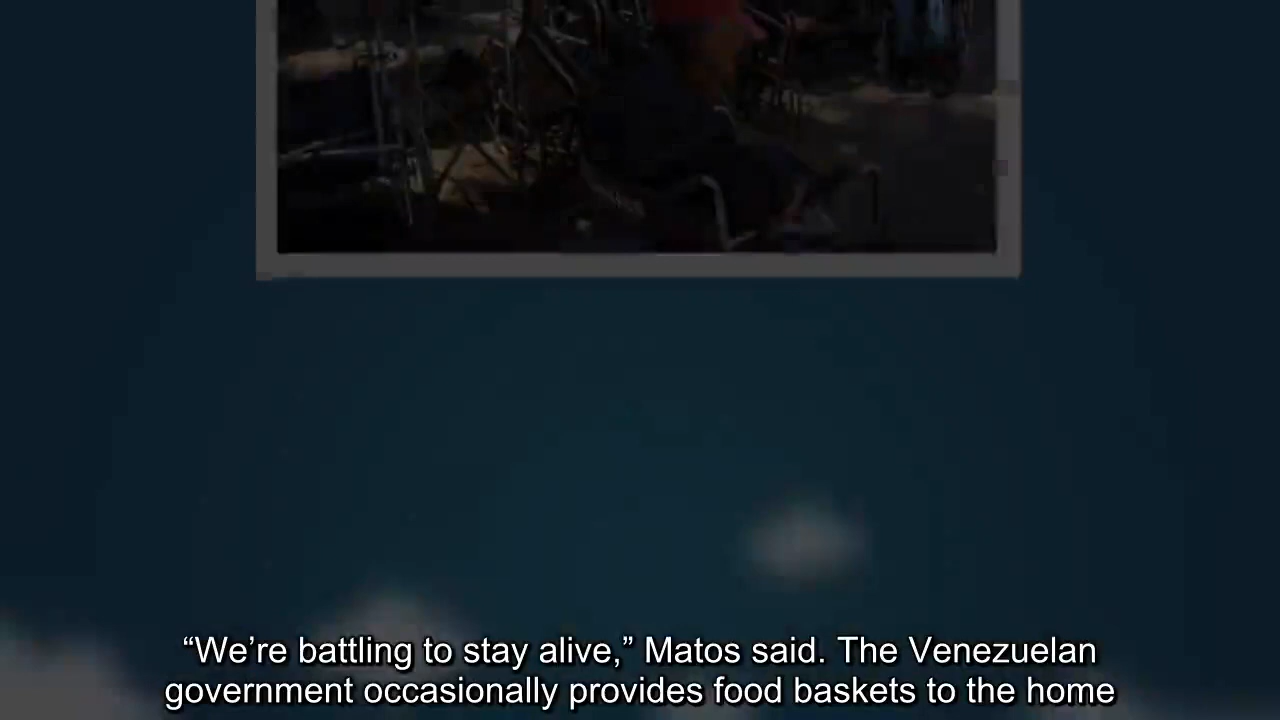 “We’re battling to stay alive,” Matos said. The Venezuelan
government occasionally provides food baskets to the home